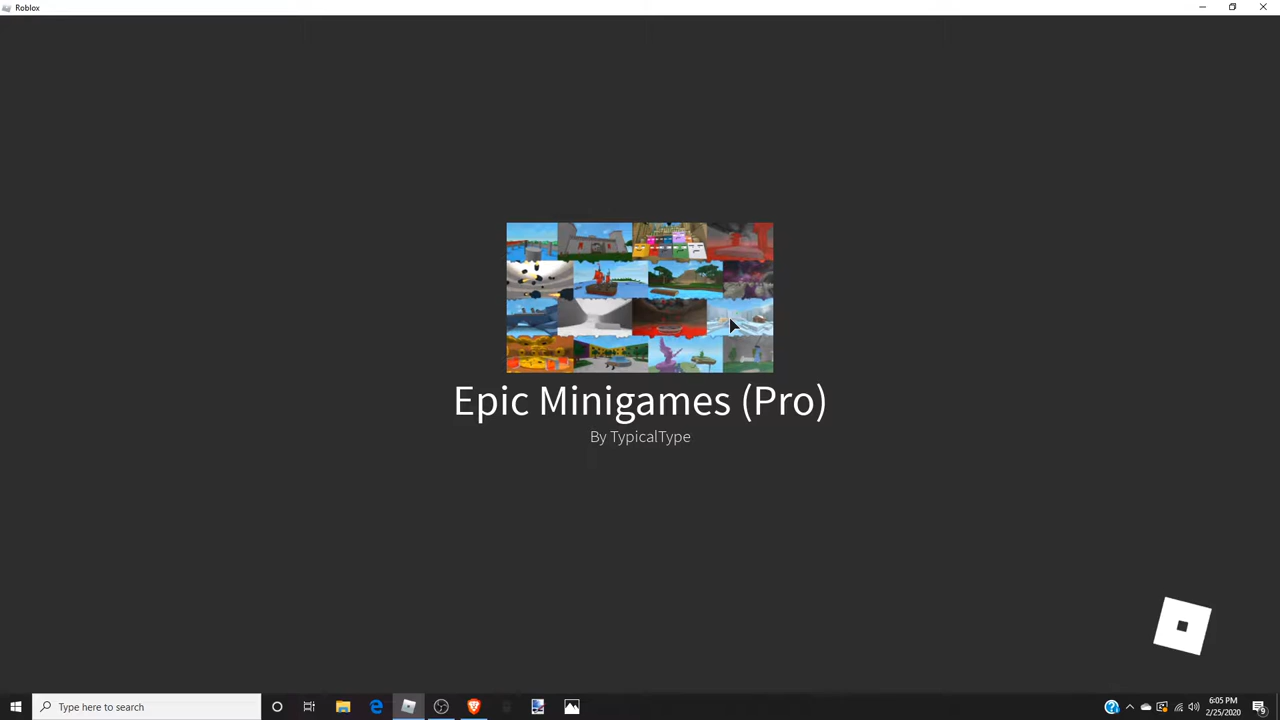 Roblox
Epic Minigames (Pro)
By TypicalType
Type here to search
6:05 PM
2/25/2020